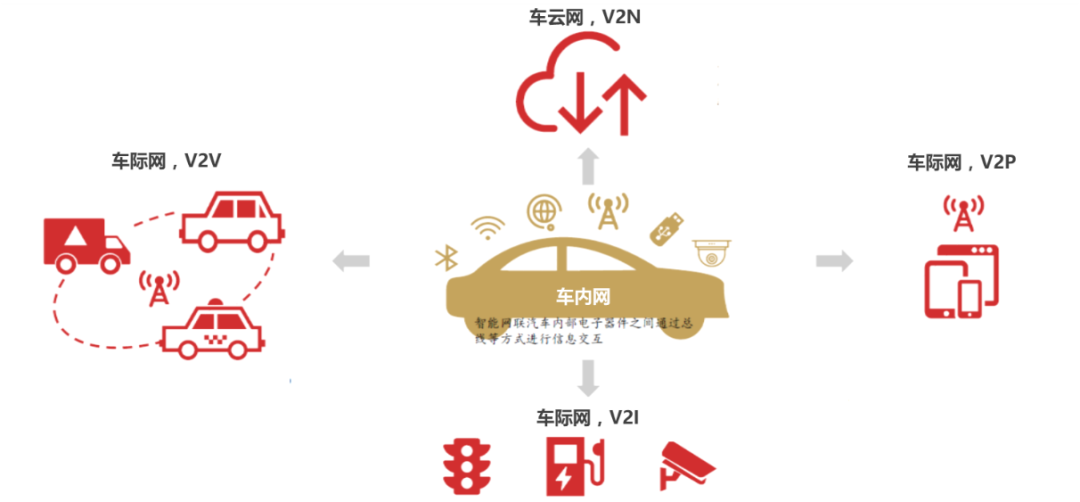 车云网，V2N
车际网，V2V
车际网，V2P
车内网
智能网联汽车内部电子器件之间通过总
线等方式进行信息交互
车际网，V2I